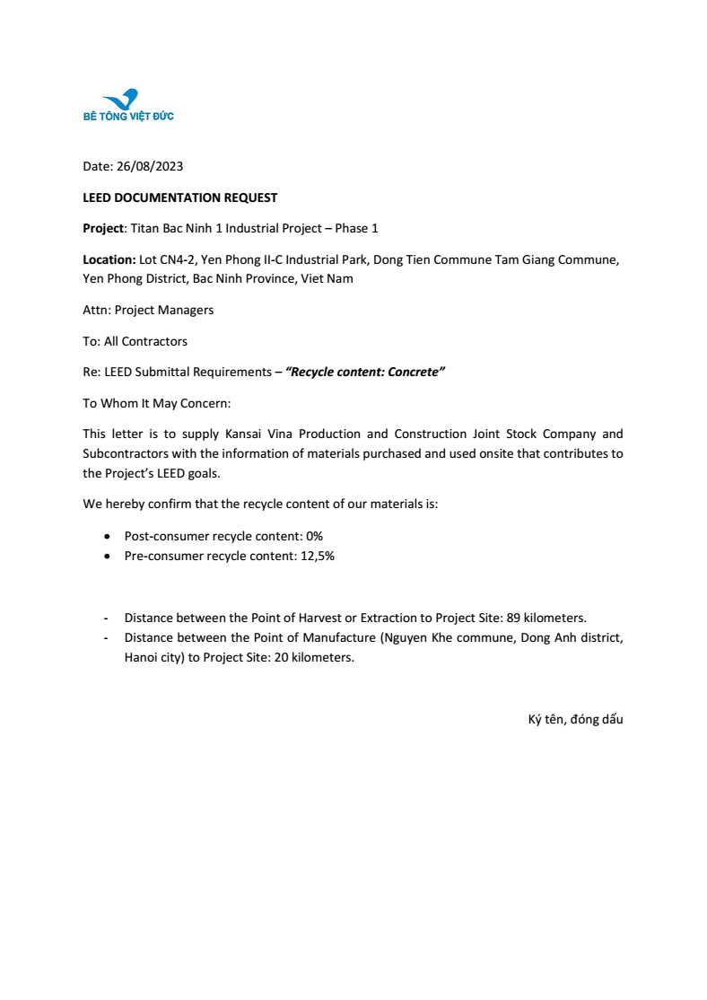 BÊ TÔNG VIỆT ĐỨC
Date: 26/08/2023
LEED DOCUMENTATION REQUEST
Project: Titan Bac Ninh 1 Industrial Project – Phase 1
Location: Lot CN4-2, Yen Phong II-C Industrial Park, Dong Tien Commune Tam Giang Commune,
Yen Phong District, Bac Ninh Province, Viet Nam
Attn: Project Managers
To: All Contractors
Re: LEED Submittal Requirements – “Recycle content: Concrete”
To Whom It May Concern:
This letter is to supply Kansai Vina Production and Construction Joint Stock Company and
Subcontractors with the information of materials purchased and used onsite that contributes to
the Project’s LEED goals.
We hereby confirm that the recycle content of our materials is:
• Post-consumer recycle content: 0%
• Pre-consumer recycle content: 12,5%
- Distance between the Point of Harvest or Extraction to Project Site: 89 kilometers.
- Distance between the Point of Manufacture (Nguyen Khe commune, Dong Anh district,
Hanoi city) to Project Site: 20 kilometers.
Ký tên, đóng dấu